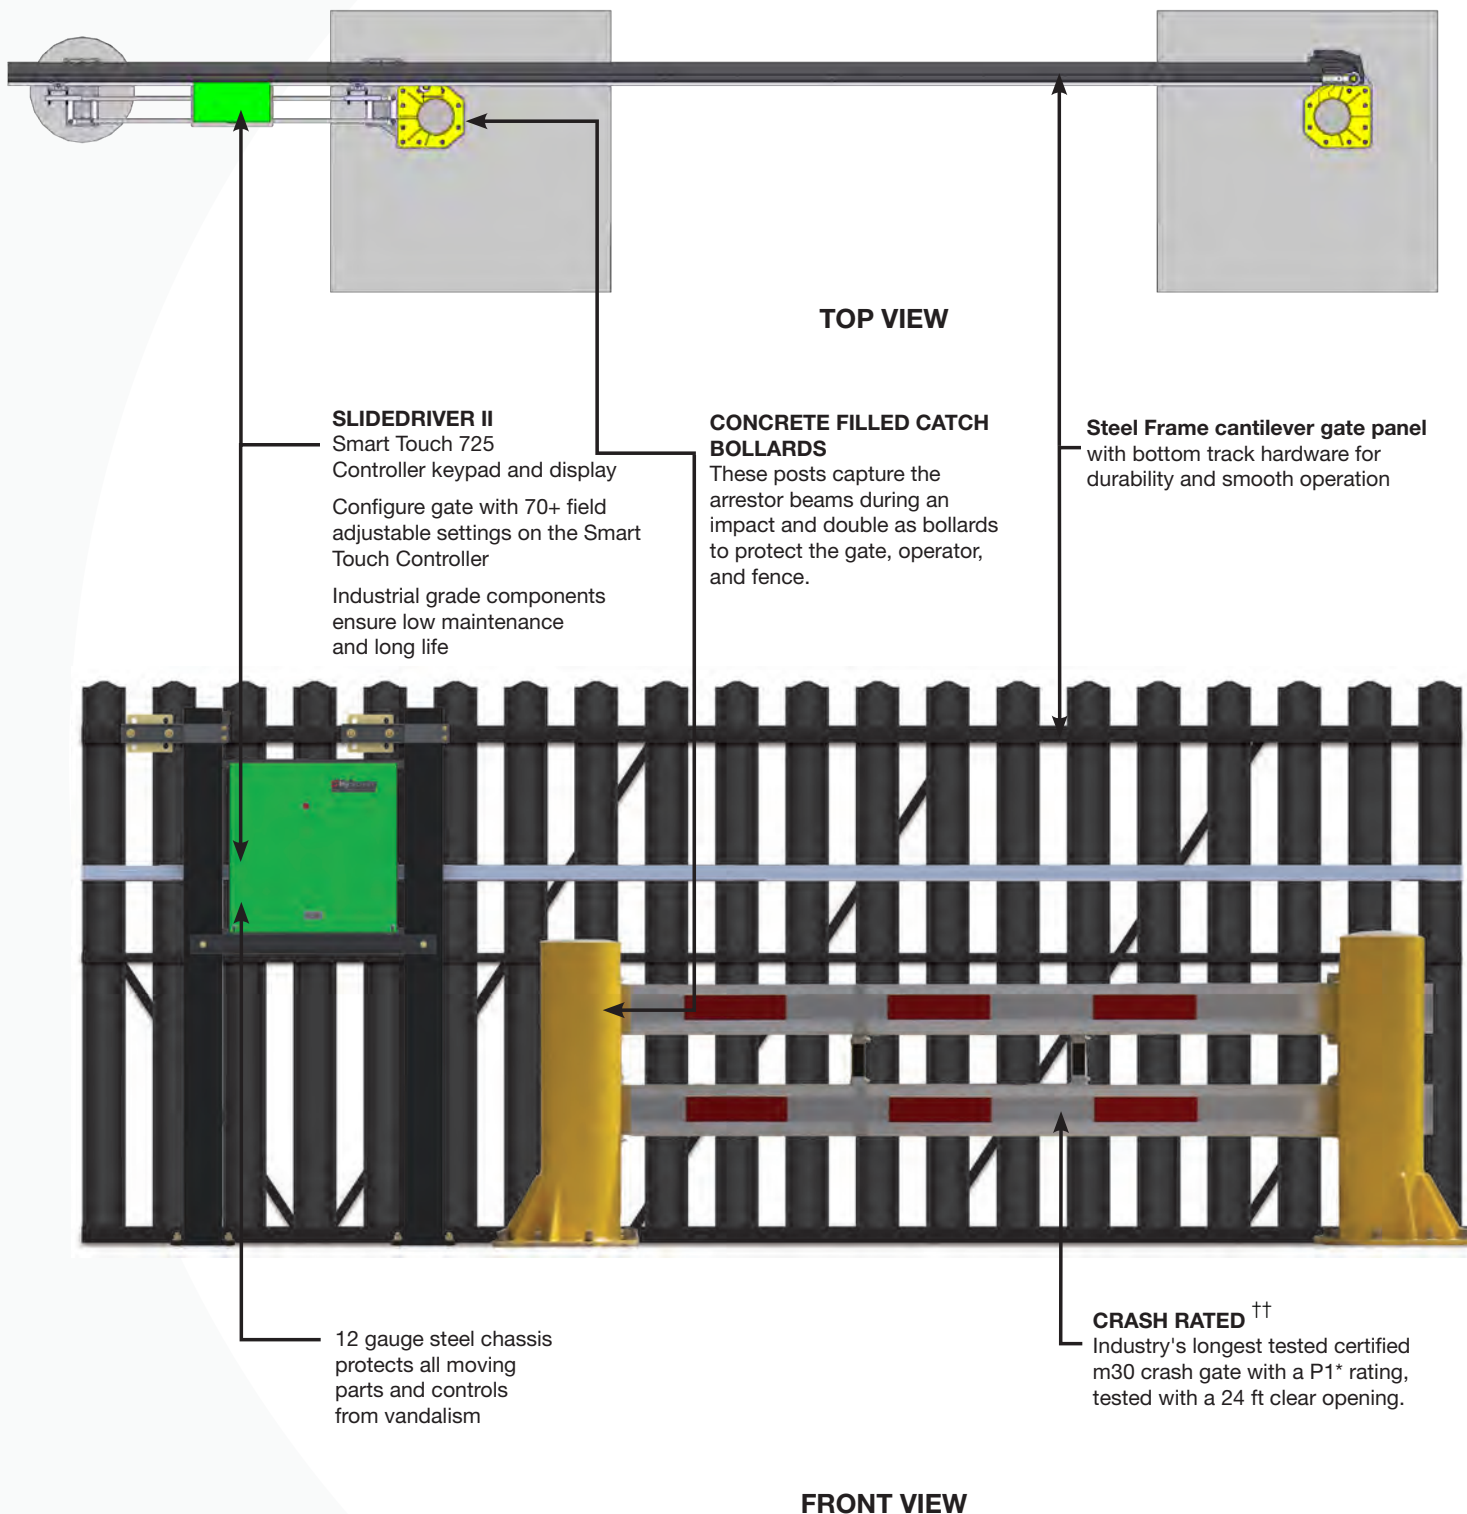 TOP VIEW
SLIDEDRIVER II
Smart Touch 725
Controller keypad and display
Configure gate with 70+ field
adjustable settings on the Smart
Touch Controller
Industrial grade components
ensure low maintenance
and long life
CONCRETE FILLED CATCH
BOLLARDS
These posts capture the
arrestor beams during an
impact and double as bollards
to protect the gate, operator,
and fence.
Steel Frame cantilever gate panel
with bottom track hardware for
durability and smooth operation
12 gauge steel chassis
protects all moving
parts and controls
from vandalism
CRASH RATED ††
Industry's longest tested certified
m30 crash gate with a P1* rating,
tested with a 24 ft clear opening.
FRONT VIEW